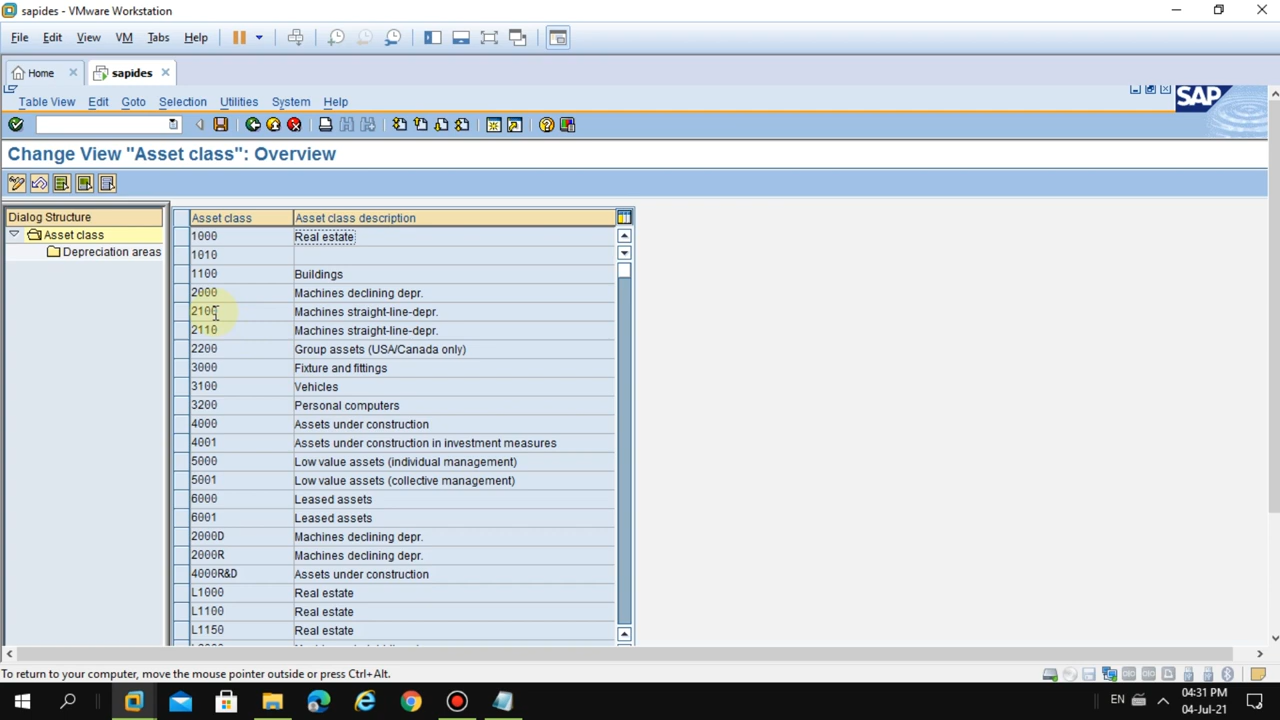 sapides - VMware Workstation
File Edit View VM Tabs Help
Home sapides
Table View Edit Goto Selection Utilities System Help
SAP
Change View "Asset class": Overview
Dialog Structure
Asset class
Depreciation areas
Asset class Asset class description
1000 Real estate
1010
1100 Buildings
2000 Machines declining depr.
2100 Machines straight-line-depr.
2110 Machines straight-line-depr.
2200 Group assets (USA/Canada only)
3000 Fixture and fittings
3100 Vehicles
3200 Personal computers
4000 Assets under construction
4001 Assets under construction in investment measures
5000 Low value assets (individual management)
5001 Low value assets (collective management)
6000 Leased assets
6001 Leased assets
2000D Machines declining depr.
2000R Machines declining depr.
4000R&D Assets under construction
L1000 Real estate
L1100 Real estate
L1150 Real estate
To return to your computer, move the mouse pointer outside or press Ctrl+Alt.
EN
04:31 PM
04-Jul-21